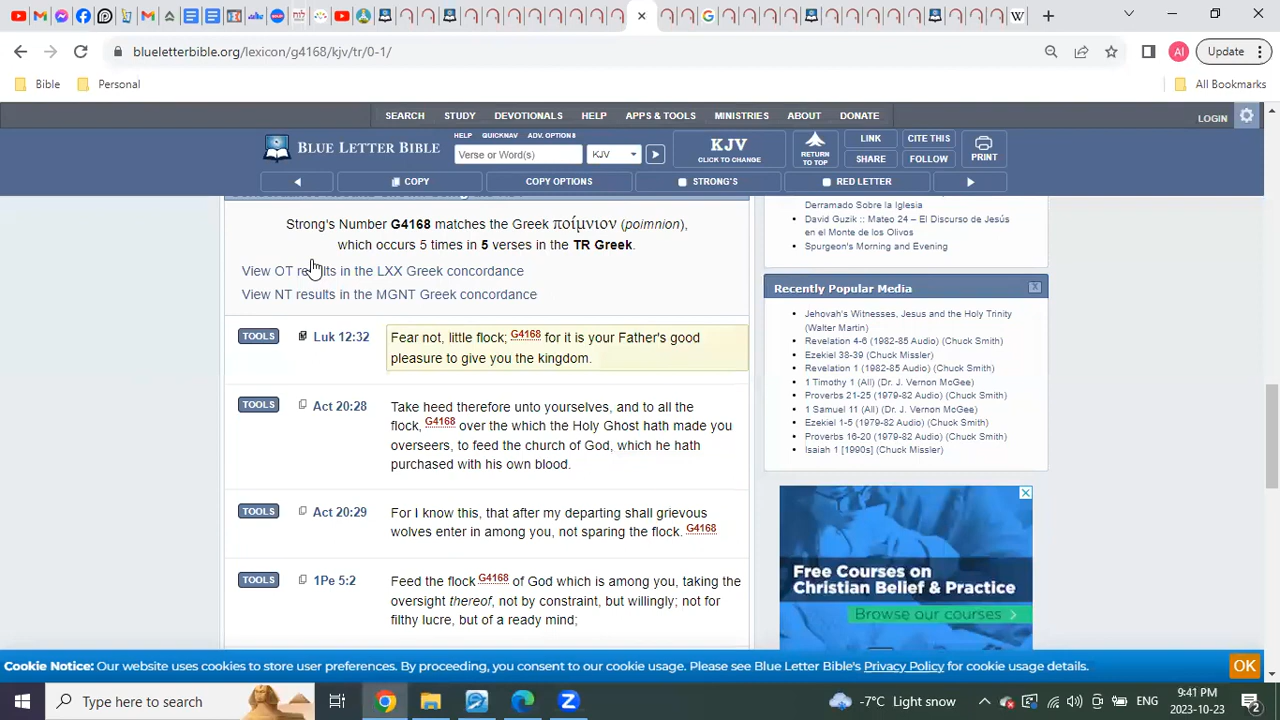 Update
blueletterbible.org/lexicon/g4168/kjv/tr/0-1/
AI
Bible
Personal
All Bookmarks
SEARCH STUDY DEVOTIONALS HELP APPS & TOOLS MINISTRIES ABOUT DONATE
LOGIN
BLUE LETTER BIBLE
HELP QUICKNAV ADV. OPTIONS
Verse or Word(s)
KJV
KJV
CLICK TO CHANGE
RETURN
TO TOP
LINK
CITE THIS
SHARE
FOLLOW
PRINT
COPY
COPY OPTIONS
STRONG'S
RED LETTER
Strong's Number G4168 matches the Greek ποίμνιον (poimnion),
which occurs 5 times in 5 verses in the TR Greek.
View OT results in the LXX Greek concordance
View NT results in the MGNT Greek concordance
TOOLS
Luk 12:32
Fear not, little flock; G4168 for it is your Father's good
pleasure to give you the kingdom.
TOOLS
Act 20:28
Take heed therefore unto yourselves, and to all the
flock, G4168 over the which the Holy Ghost hath made you
overseers, to feed the church of God, which he hath
purchased with his own blood.
TOOLS
Act 20:29
For I know this, that after my departing shall grievous
wolves enter in among you, not sparing the flock. G4168
TOOLS
1Pe 5:2
Feed the flock G4168 of God which is among you, taking the
oversight thereof, not by constraint, but willingly; not for
filthy lucre, but of a ready mind;
Derramado Sobre la Iglesia
David Guzik :: Mateo 24 – El Discurso de Jesús
en el Monte de los Olivos
Spurgeon's Morning and Evening
Recently Popular Media
Jehovah's Witnesses, Jesus and the Holy Trinity
(Walter Martin)
Revelation 4-6 (1982-85 Audio) (Chuck Smith)
Ezekiel 38-39 (Chuck Missler)
Revelation 1 (1982-85 Audio) (Chuck Smith)
1 Timothy 1 (All) (Dr. J. Vernon McGee)
Proverbs 21-25 (1979-82 Audio) (Chuck Smith)
1 Samuel 11 (All) (Dr. J. Vernon McGee)
Ezekiel 1-5 (1979-82 Audio) (Chuck Smith)
Proverbs 16-20 (1979-82 Audio) (Chuck Smith)
Isaiah 1 [1990s] (Chuck Missler)
Free Courses on
Christian Belief & Practice
Browse our courses
Cookie Notice: Our website uses cookies to store user preferences. By proceeding, you consent to our cookie usage. Please see Blue Letter Bible's Privacy Policy for cookie usage details.
OK
Type here to search
-7°C Light snow
ENG
9:41 PM
2023-10-23
2